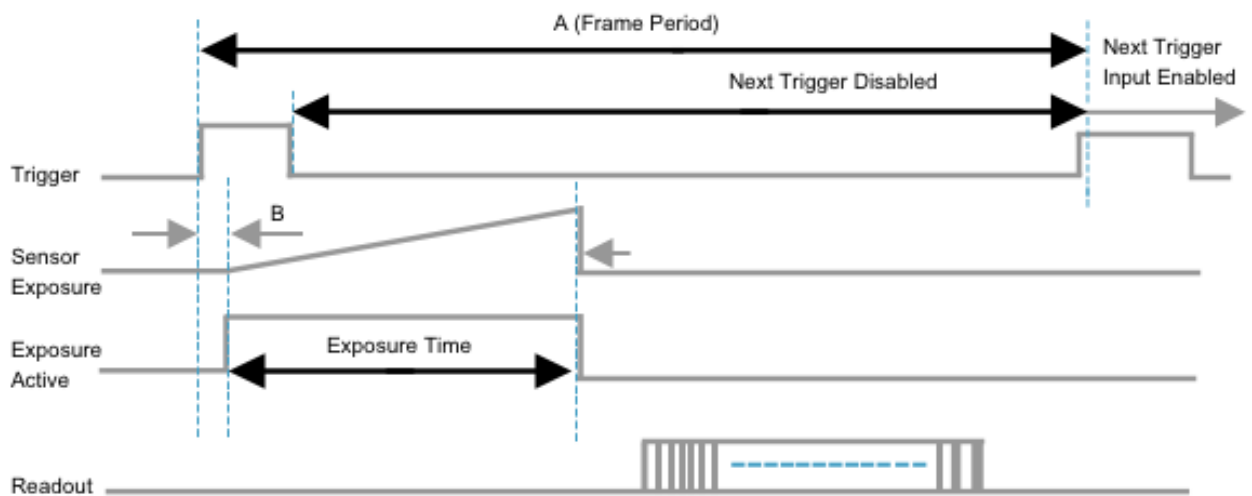 A (Frame Period)
Next Trigger
Input Enabled
Next Trigger Disabled
Trigger
B
Sensor
Exposure
Exposure Time
Exposure
Active
Readout